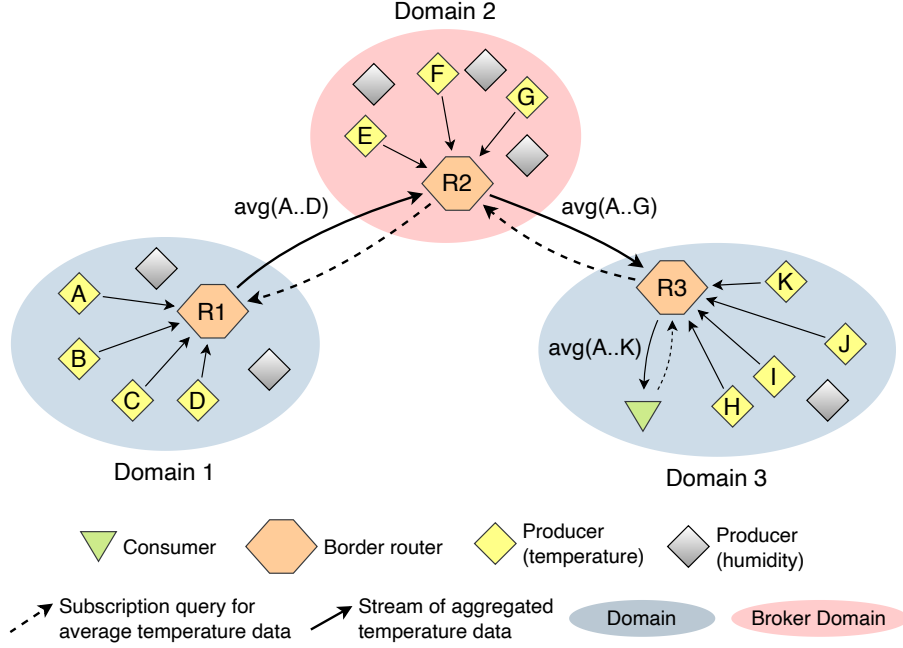 Domain 2
F
G
E
R2
avg(A..D)
avg(A..G)
A
R1
B
C
D
Domain 1
K
R3
J
avg(A..K)
I
H
Domain 3
Consumer
Border router
Producer
(temperature)
Producer
(humidity)
Subscription query for
average temperature data
Stream of aggregated
temperature data
Domain
Broker Domain